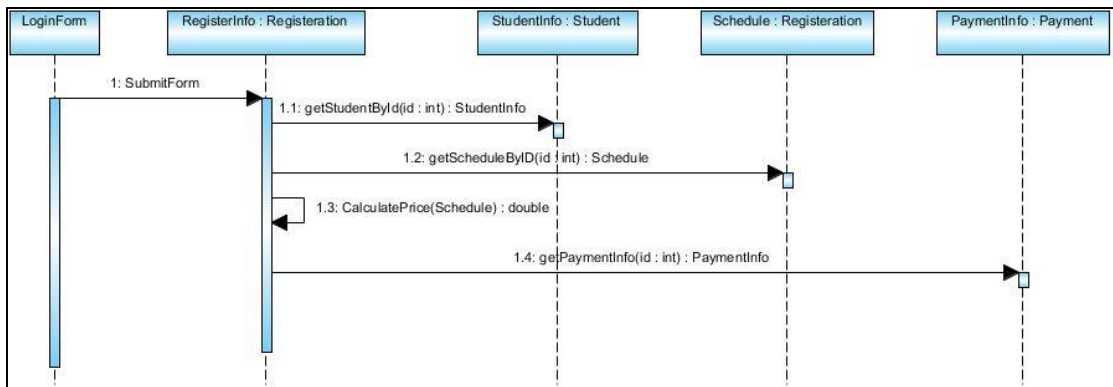 LoginForm
RegisterInfo : Registeration
StudentInfo : Student
Schedule : Registeration
PaymentInfo : Payment
1: SubmitForm
1.1: getStudentById(id : int) : StudentInfo
1.2: getScheduleByID(id : int) : Schedule
1.3: CalculatePrice(Schedule) : double
1.4: getPaymentInfo(id : int) : PaymentInfo